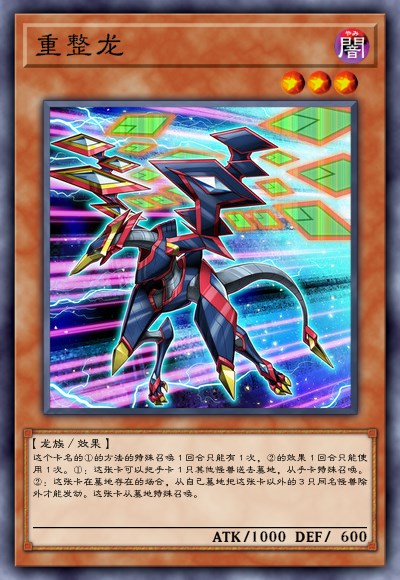 重整龙
やみ
闇
【龙族／效果】
这个卡名的①的方法的特殊召唤1回合只能有1次，②的效果1回合只能使
用1次。①：这张卡可以把手卡1只其他怪兽送去墓地，从手卡特殊召唤。
②：这张卡在墓地存在的场合，从自己墓地把这张卡以外的3只同名怪兽除
外才能发动。这张卡从墓地特殊召唤。
ATK/1000 DEF/ 600